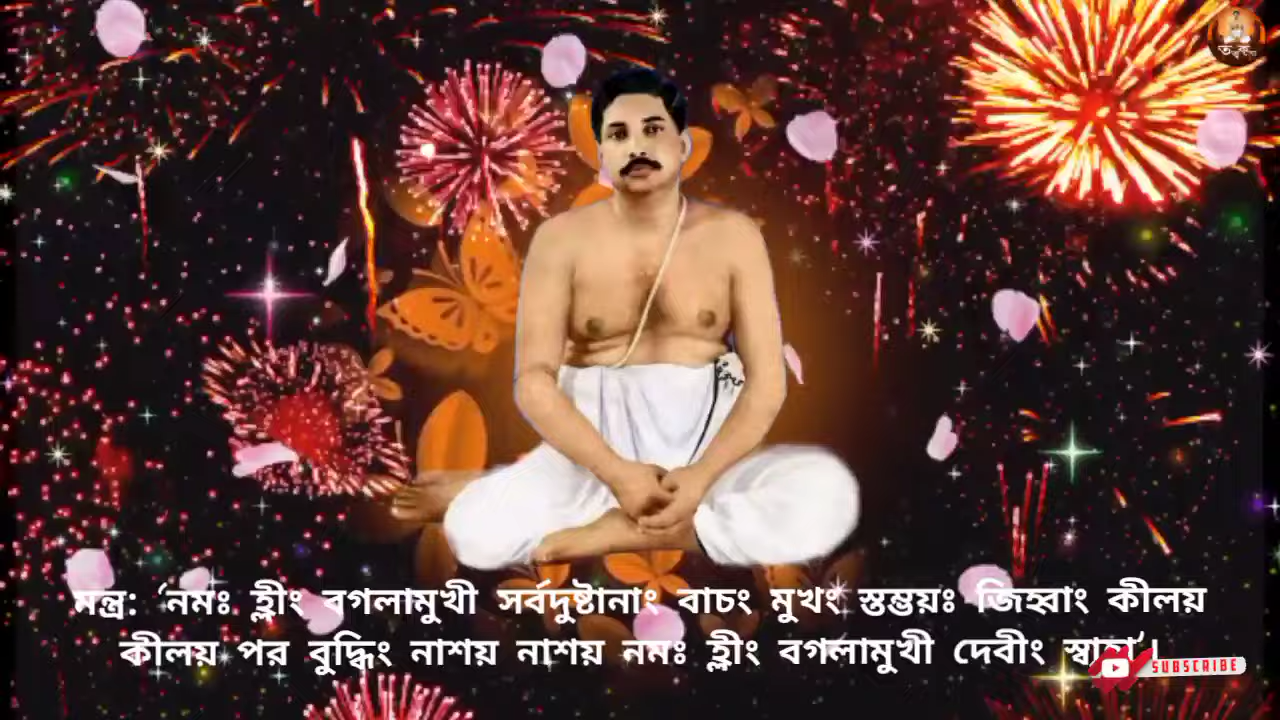 মন্ত্র: ‘নমঃ হ্লীং বগলামুখী সর্বদুষ্টানাং বাচং মুখং স্তম্ভয়ঃ জিহ্বাং কীলয়
কীলয় পর বুদ্ধিং নাশয় নাশয় নমঃ হ্লীং বগলামুখী দেবীং স্বাহা’।
SUBSCRIBE